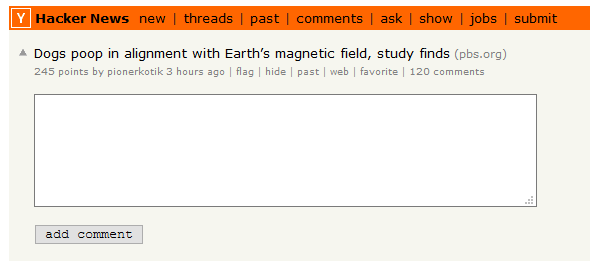 Y Hacker News new | threads | past | comments | ask | show | jobs | submit
Dogs poop in alignment with Earth’s magnetic field, study finds (pbs.org)
245 points by pionerkotik 3 hours ago | flag | hide | past | web | favorite | 120 comments
add comment